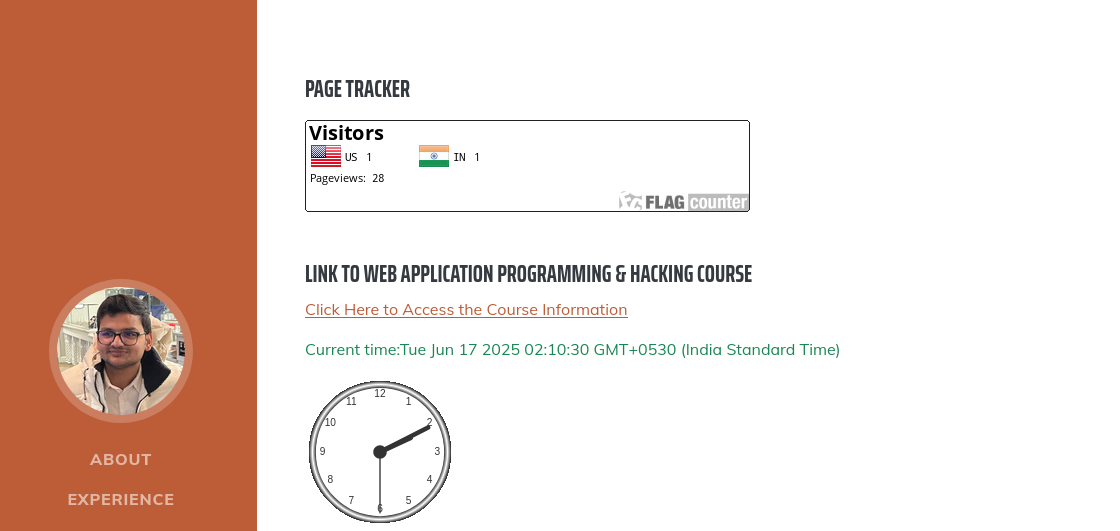 PAGE TRACKER
Visitors
US 1 IN 1
Pageviews: 28
FLAG counter
LINK TO WEB APPLICATION PROGRAMMING & HACKING COURSE
Click Here to Access the Course Information
Current time:Tue Jun 17 2025 02:10:30 GMT+0530 (India Standard Time)
12
11 1
10 2
9 3
8 4
7 5
6
ABOUT
EXPERIENCE